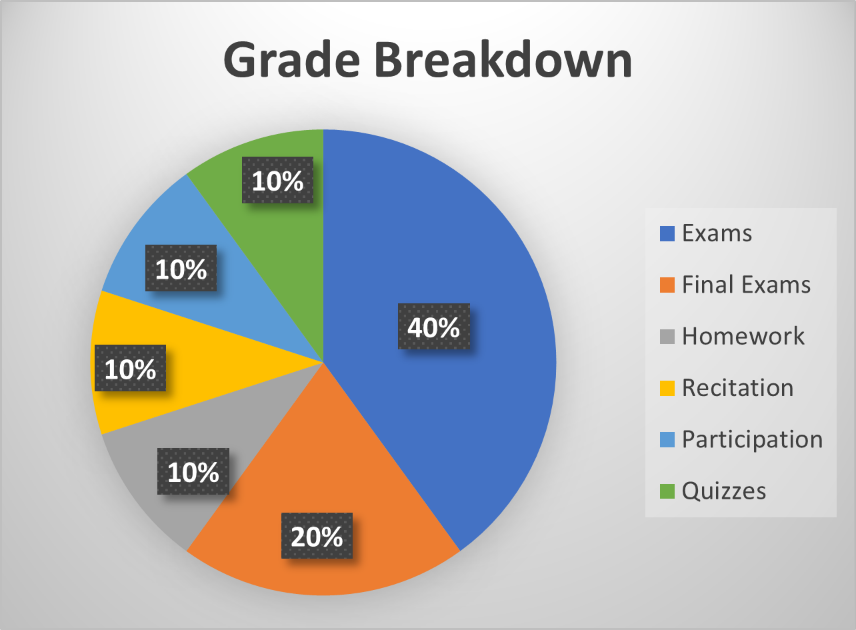 Grade Breakdown
10%
40%
10%
10%
10%
20%
Exams
Final Exams
Homework
Recitation
Participation
Quizzes